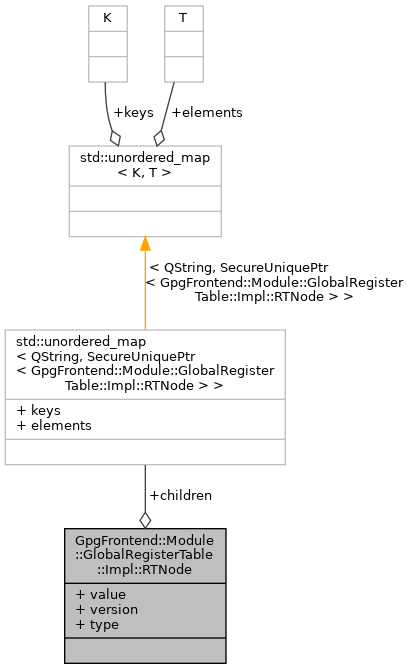 K
T
+keys
+elements
std::unordered_map
< K, T >
< QString, SecureUniquePtr
< GpgFrontend::Module::GlobalRegister
Table::Impl::RTNode > >
std::unordered_map
< QString, SecureUniquePtr
< GpgFrontend::Module::GlobalRegister
Table::Impl::RTNode > >
+ keys
+ elements
+children
GpgFrontend::Module
::GlobalRegisterTable
::Impl::RTNode
+ value
+ version
+ type